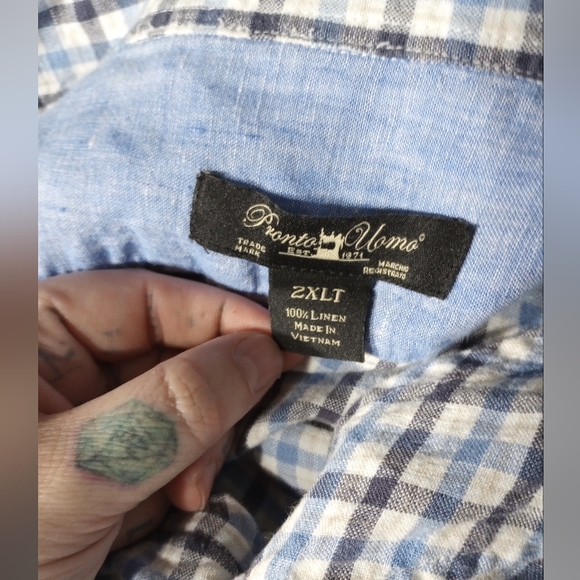 Pronto Uomo®
TRADE MARK
EST. 1971
MARCHIO REGISTRATO
2XLT
100% LINEN
MADE IN
VIETNAM